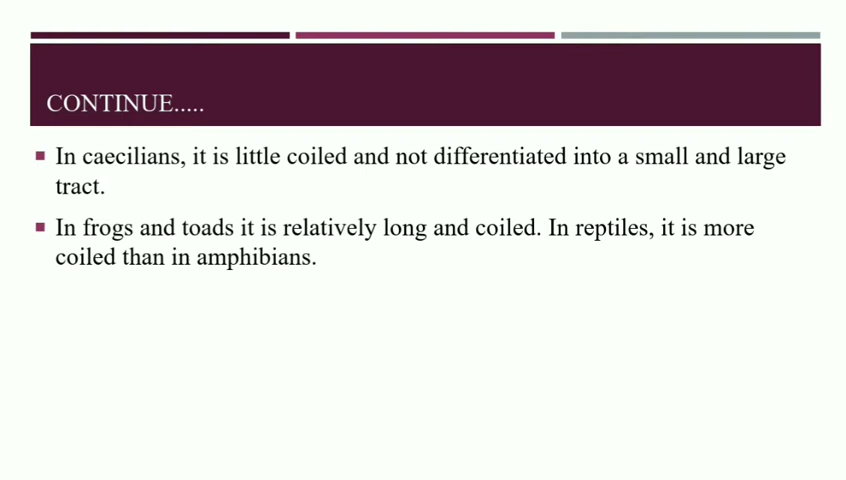 CONTINUE.....
In caecilians, it is little coiled and not differentiated into a small and large
tract.
In frogs and toads it is relatively long and coiled. In reptiles, it is more
coiled than in amphibians.